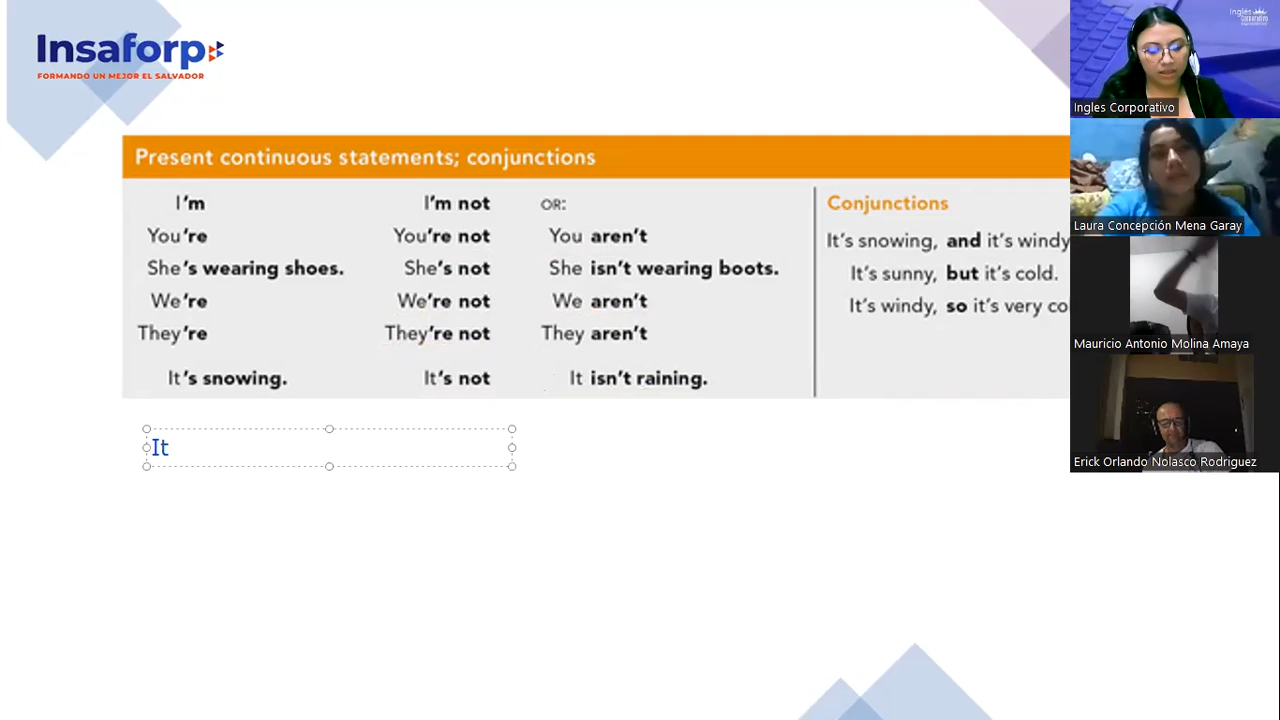 Insaforp
FORMANDO UN MEJOR EL SALVADOR
Present continuous statements; conjunctions
I'm I'm not OR:
You're You're not You aren't
She's wearing shoes. She's not She isn't wearing boots.
We're We're not We aren't
They're They're not They aren't
It's snowing. It's not It isn't raining.
Conjunctions
It's snowing, and it's windy
It's sunny, but it's cold.
It's windy, so it's very co
It
Ingles Corporativo
Inglés Corporativo
Laura Concepción Mena Garay
Mauricio Antonio Molina Amaya
Erick Orlando Nolasco Rodriguez